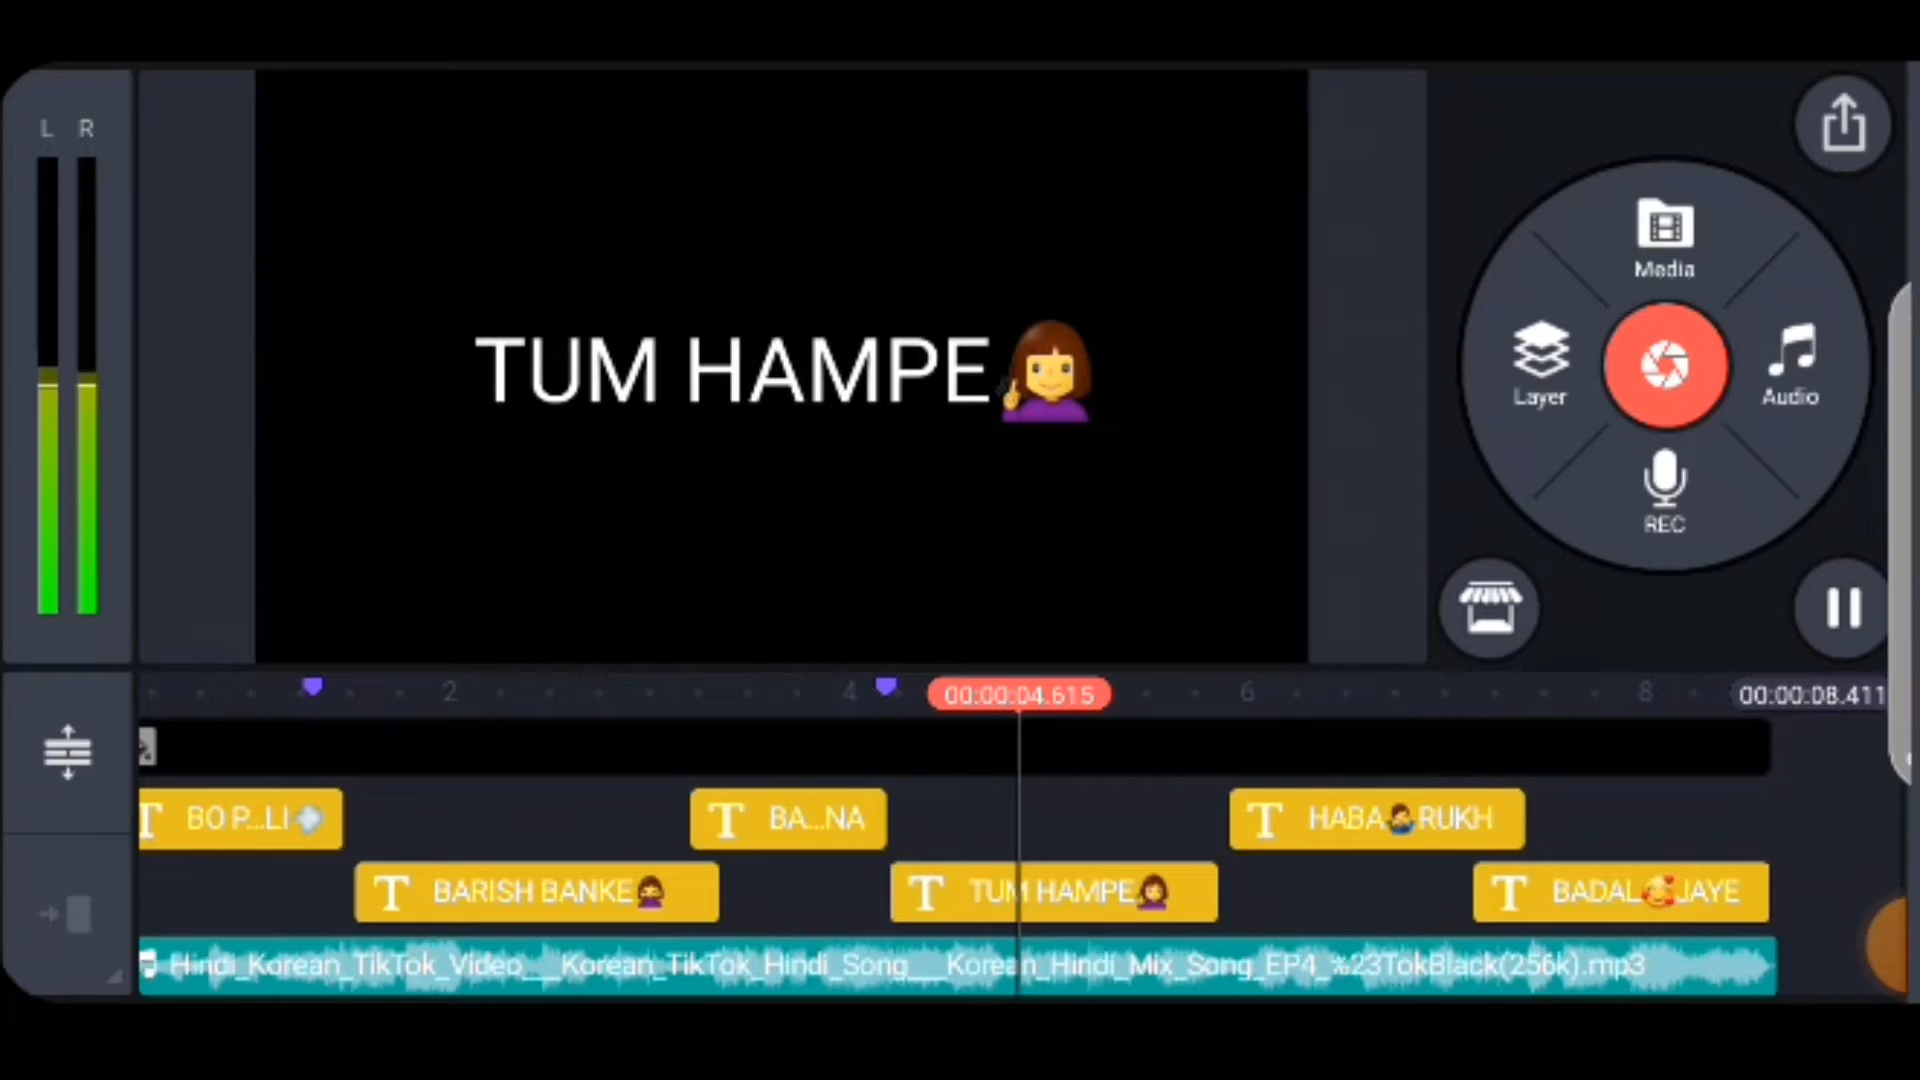 L R
TUM HAMPE🙋‍♀️
Media
Layer
Audio
REC
2 4 00:00:04.615 6 8 00:00:08.411
T BO P...LI💨 T BA...NA T HABA🙋‍♂️RUKH
T BARISH BANKE🙎‍♀️ T TUM HAMPE🙋‍♀️ T BADAL🥰JAYE
Hindi_Korean_TikTok_Video__Korean_TikTok_Hindi_Song__Korean_Hindi_Mix_Song_EP4_%23TokBlack(256k).mp3